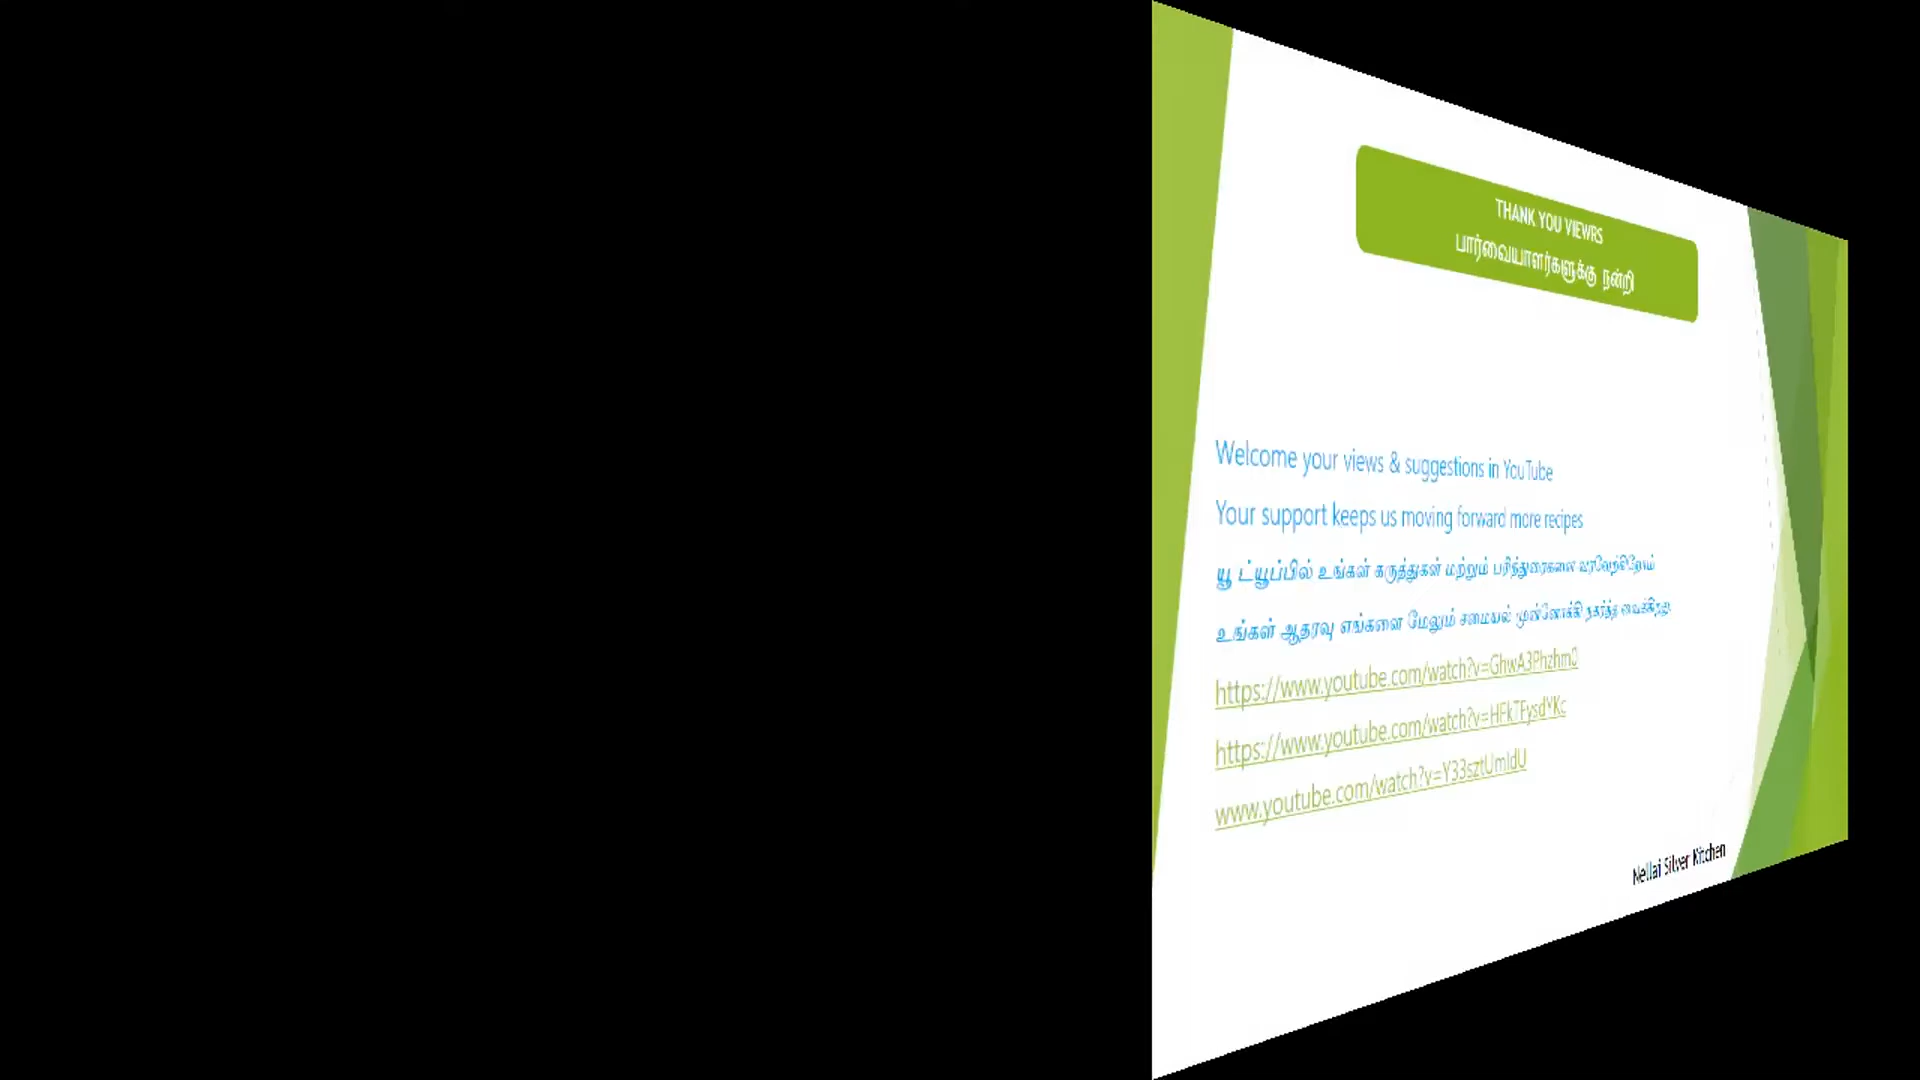 THANK YOU VIEWRS
பார்வையாளர்களுக்கு நன்றி
Welcome your views & suggestions in YouTube
Your support keeps us moving forward more recipes
யூ ட்யூப்பில் உங்கள் கருத்துகள் மற்றும் பரிந்துரைகளை வரவேற்கிறோம்
உங்கள் ஆதரவு எங்களை மேலும் சமையல் முன்னோக்கி நகர்த்த வைக்கிறது
https://www.youtube.com/watch?v=GhwA3Phzhm0
https://www.youtube.com/watch?v=HFkTFysdYKc
www.youtube.com/watch?v=Y33sztUmIdU
Nellai Silver Kitchen